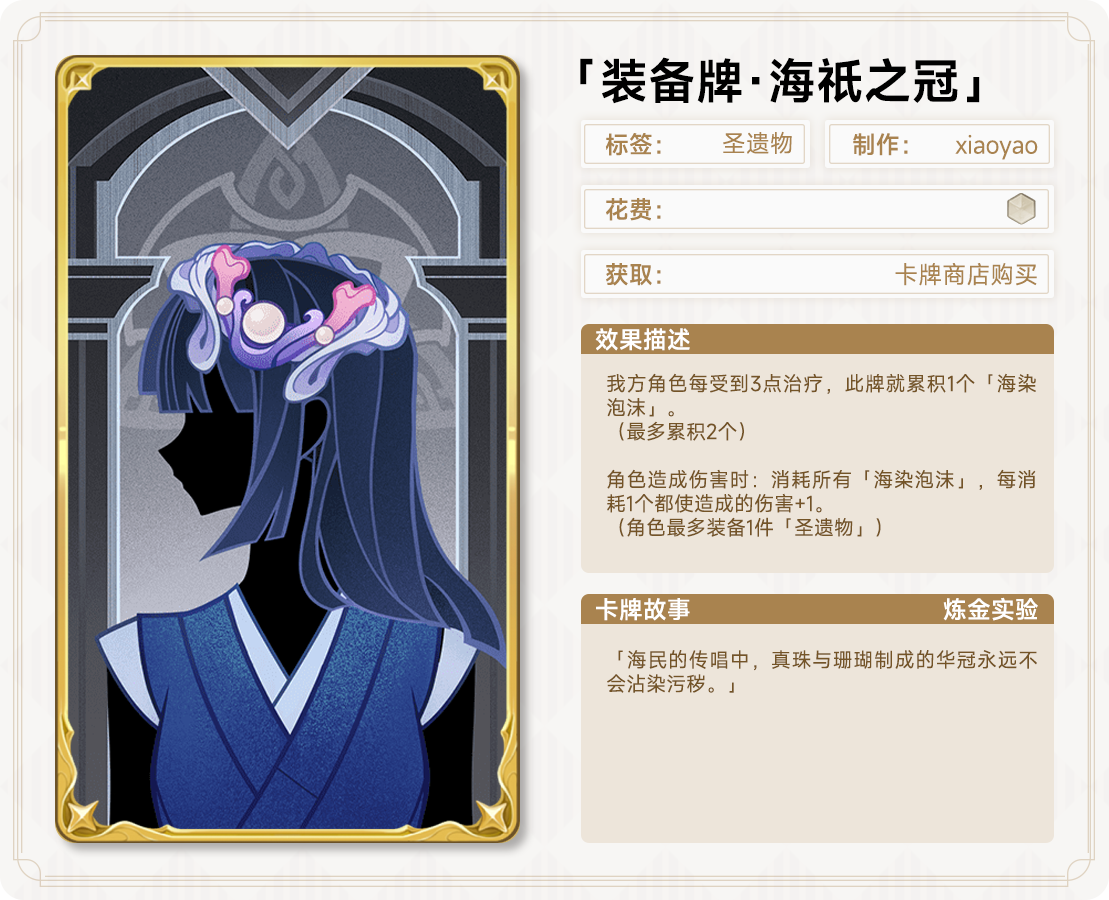 「装备牌·海祇之冠」
标签：
圣遗物
制作：
xiaoyao
花费：
获取：
卡牌商店购买
效果描述
我方角色每受到3点治疗，此牌就累积1个「海染
泡沫」。
（最多累积2个）
角色造成伤害时：消耗所有「海染泡沫」，每消
耗1个都使造成的伤害+1。
（角色最多装备1件「圣遗物」）
卡牌故事
炼金实验
「海民的传唱中，真珠与珊瑚制成的华冠永远不
会沾染污秽。」